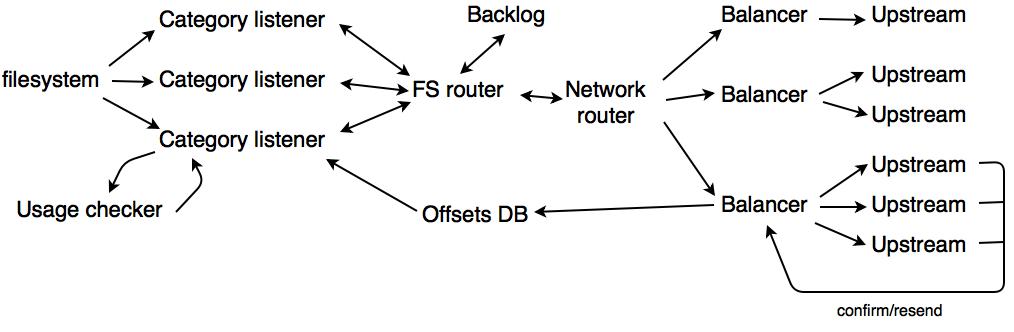 Category listener
Backlog
Balancer
Upstream
filesystem
Category listener
FS router
Network
router
Balancer
Upstream
Upstream
Category listener
Usage checker
Offsets DB
Balancer
Upstream
Upstream
Upstream
confirm/resend